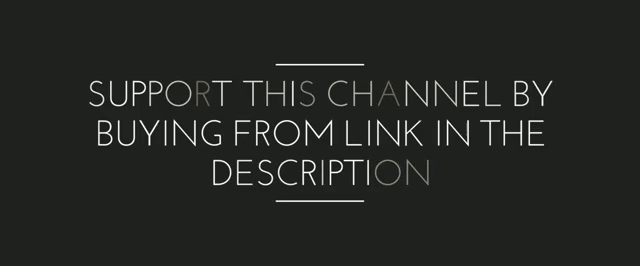 SUPPORT THIS CHANNEL BY
BUYING FROM LINK IN THE
DESCRIPTION